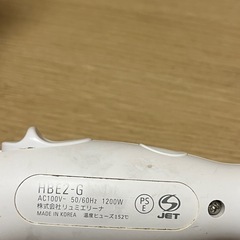 HBE2-G
AC100V~ 50/60Hz 1200W
株式会社リュミエリーナ
MADE IN KOREA 温度ヒューズ152℃
PS
E
JET